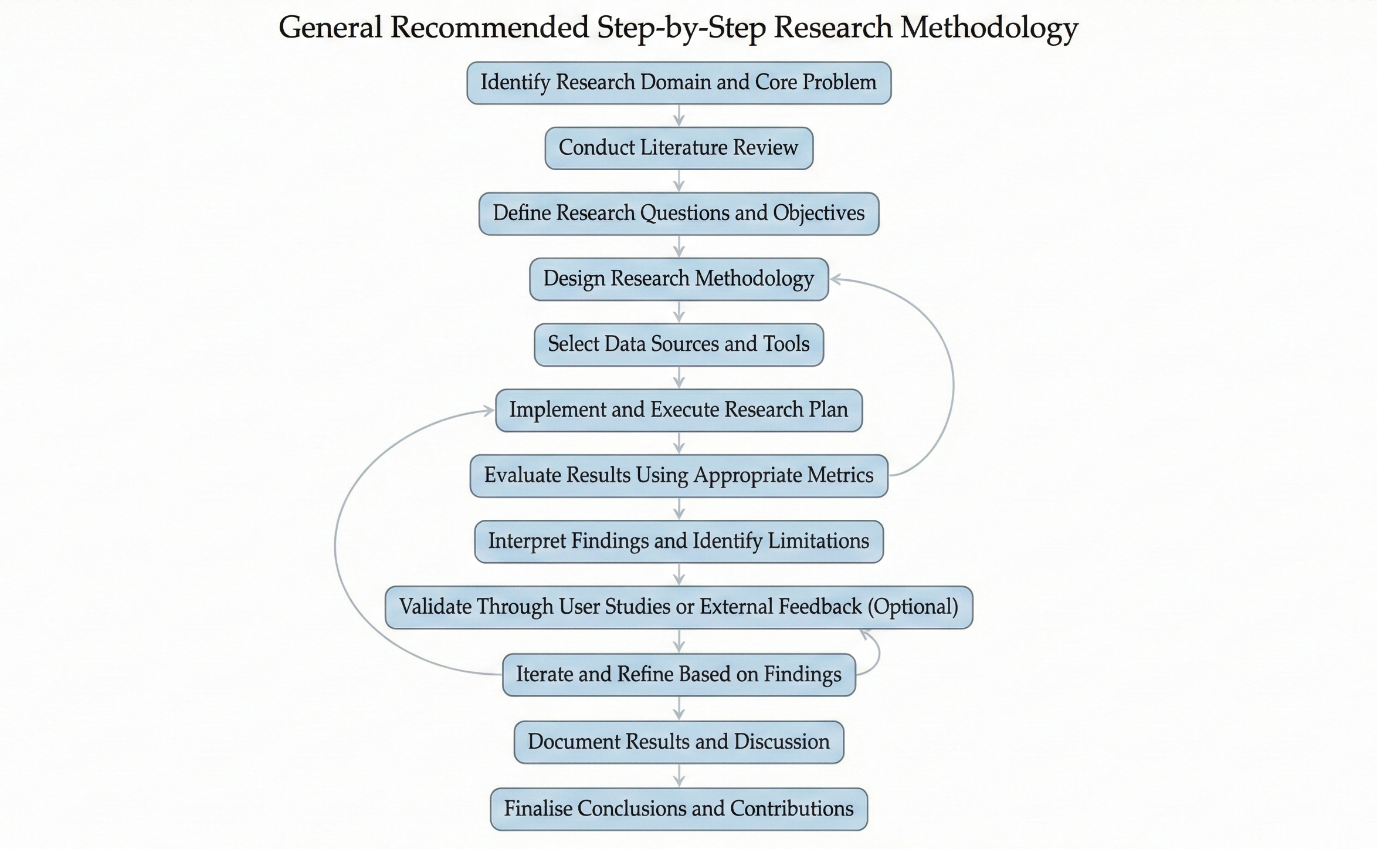 General Recommended Step-by-Step Research Methodology
Identify Research Domain and Core Problem
Conduct Literature Review
Define Research Questions and Objectives
Design Research Methodology
Select Data Sources and Tools
Implement and Execute Research Plan
Evaluate Results Using Appropriate Metrics
Interpret Findings and Identify Limitations
Validate Through User Studies or External Feedback (Optional)
Iterate and Refine Based on Findings
Document Results and Discussion
Finalise Conclusions and Contributions